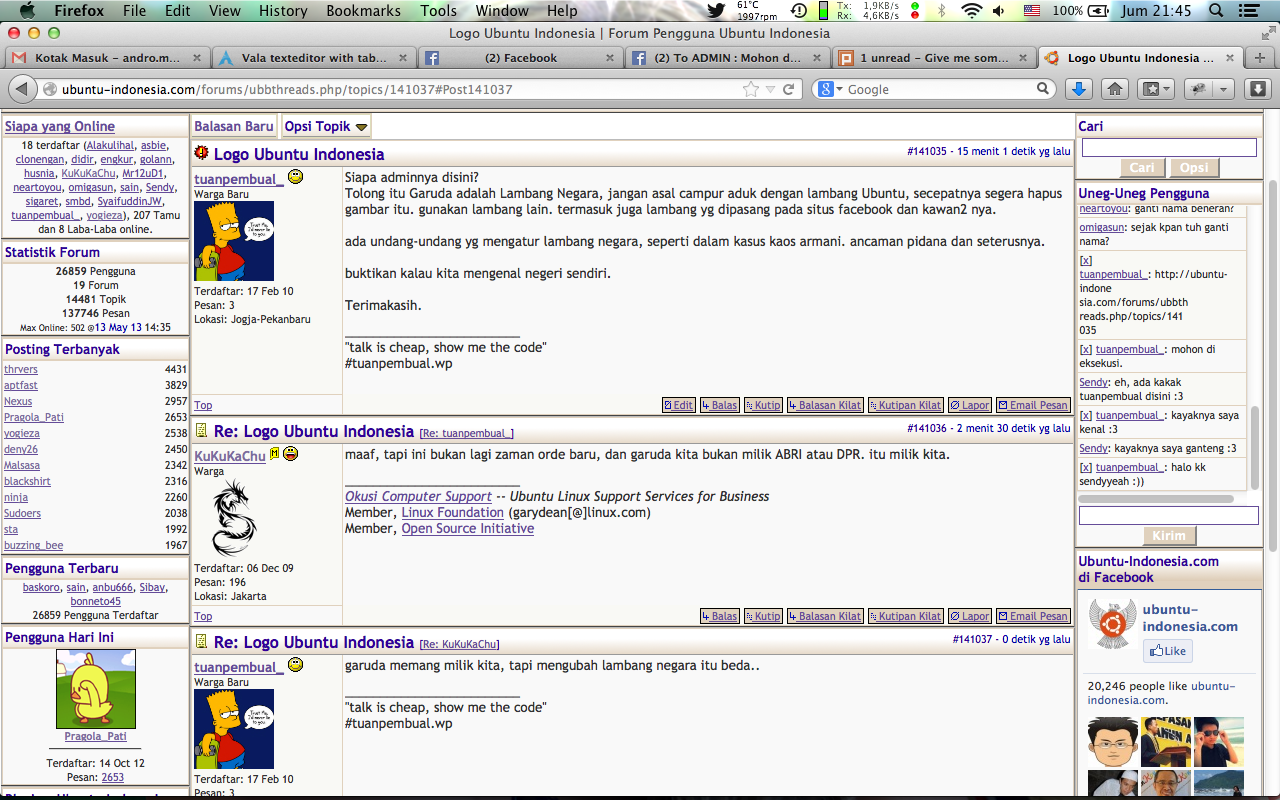 Firefox File Edit View History Bookmarks Tools Window Help 61°C 1997rpm Tx: 1,9KB/s Rx: 4,6KB/s 100% Jum 21:45
Logo Ubuntu Indonesia | Forum Pengguna Ubuntu Indonesia
Kotak Masuk – andro.m... Vala texteditor with tab... (2) Facebook (2) To ADMIN : Mohon d... 1 unread – Give me som... Logo Ubuntu Indonesia ...
ubuntu-indonesia.com/forums/ubbthreads.php/topics/141037#Post141037 Google
Siapa yang Online
18 terdaftar (Alakulihal, asbie,
clonengan, didir, engkur, golann,
husnia, KuKuKaChu, Mr12uD1,
neartoyou, omigasun, sain, Sendy,
sigaret, smbd, SyaifuddinJW,
tuanpembual_, yogieza), 207 Tamu
dan 8 Laba-Laba online.
Statistik Forum
26859 Pengguna
19 Forum
14481 Topik
137746 Pesan
Max Online: 502 @13 May 13 14:35
Posting Terbanyak
thrvers 4431
aptfast 3829
Nexus 2957
Pragola_Pati 2653
yogieza 2538
deny26 2450
Malsasa 2342
blackshirt 2316
ninja 2260
Sudoers 2038
sta 1992
buzzing_bee 1967
Pengguna Terbaru
baskoro, sain, anbu666, Sibay,
bonneto45
26859 Pengguna Terdaftar
Pengguna Hari Ini
Pragola_Pati
Terdaftar: 14 Oct 12
Pesan: 2653
Balasan Baru Opsi Topik
Logo Ubuntu Indonesia #141035 - 15 menit 1 detik yg lalu
tuanpembual_
Warga Baru
Trust me,
I'd never lie
to you
Terdaftar: 17 Feb 10
Pesan: 3
Lokasi: Jogja-Pekanbaru
Siapa adminnya disini?
Tolong itu Garuda adalah Lambang Negara, jangan asal campur aduk dengan lambang Ubuntu, secepatnya segera hapus
gambar itu. gunakan lambang lain. termasuk juga lambang yg dipasang pada situs facebook dan kawan2 nya.
ada undang-undang yg mengatur lambang negara, seperti dalam kasus kaos armani. ancaman pidana dan seterusnya.
buktikan kalau kita mengenal negeri sendiri.
Terimakasih.
"talk is cheap, show me the code"
#tuanpembual.wp
Top Edit Balas Kutip Balasan Kilat Kutipan Kilat Lapor Email Pesan
Re: Logo Ubuntu Indonesia [Re: tuanpembual_] #141036 - 2 menit 30 detik yg lalu
KuKuKaChu
Warga
Terdaftar: 06 Dec 09
Pesan: 196
Lokasi: Jakarta
maaf, tapi ini bukan lagi zaman orde baru, dan garuda kita bukan milik ABRI atau DPR. itu milik kita.
Okusi Computer Support -- Ubuntu Linux Support Services for Business
Member, Linux Foundation (garydean[@]linux.com)
Member, Open Source Initiative
Top Balas Kutip Balasan Kilat Kutipan Kilat Lapor Email Pesan
Re: Logo Ubuntu Indonesia [Re: KuKuKaChu] #141037 - 0 detik yg lalu
tuanpembual_
Warga Baru
Trust me,
I'd never lie
to you
Terdaftar: 17 Feb 10
Pesan: 3
garuda memang milik kita, tapi mengubah lambang negara itu beda..
"talk is cheap, show me the code"
#tuanpembual.wp
Cari
Cari Opsi
Uneg-Uneg Pengguna
neartoyou: ganti nama beneran?
omigasun: sejak kpan tuh ganti
nama?
[x]
tuanpembual_: http://ubuntu-
indone
sia.com/forums/ubbth
reads.php/topics/141
035
[x] tuanpembual_: mohon di
eksekusi.
Sendy: eh, ada kakak
tuanpembual disini :3
[x] tuanpembual_: kayaknya saya
kenal :3
Sendy: kayaknya saya ganteng :3
[x] tuanpembual_: halo kk
sendyyeah :))
Kirim
Ubuntu-Indonesia.com
di Facebook
ubuntu-
indonesia.com
Like
20,246 people like ubuntu-
indonesia.com.